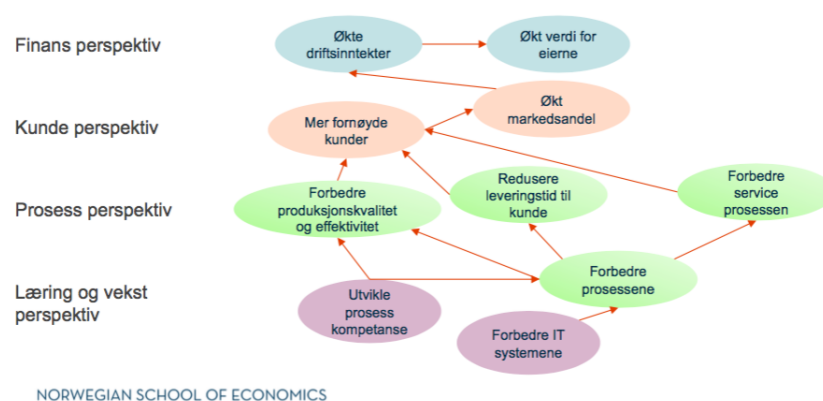 Finans perspektiv
Økte
driftsinntekter
Økt verdi for
eierne
Kunde perspektiv
Mer fornøyde
kunder
Økt
markedsandel
Prosess perspektiv
Forbedre
produksjonskvalitet
og effektivitet
Redusere
leveringstid til
kunde
Forbedre
service
prosessen
Forbedre
prosessene
Læring og vekst
perspektiv
Utvikle
prosess
kompetanse
Forbedre IT
systemene
NORWEGIAN SCHOOL OF ECONOMICS